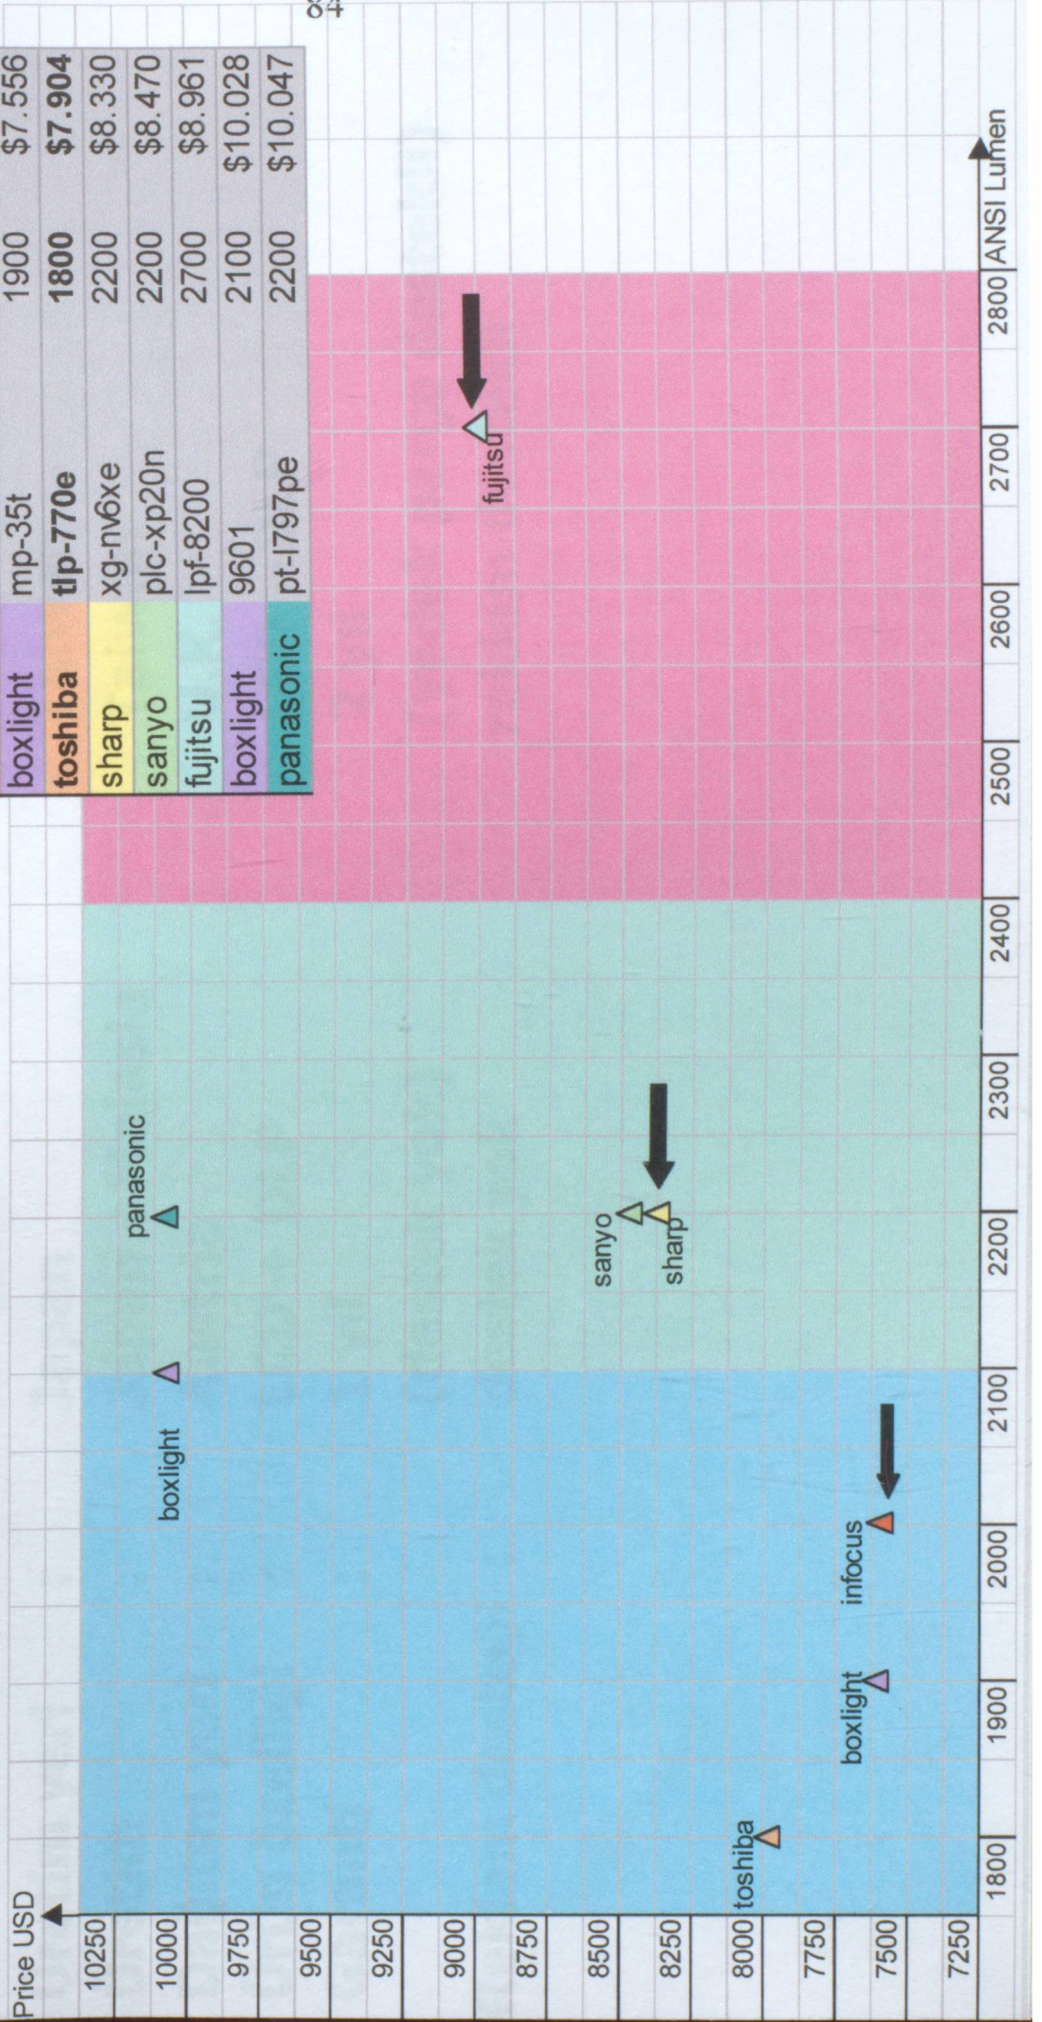 boxlight mp-35t 1900 $7.556
toshiba tlp-770e 1800 $7.904
sharp xg-nv6xe 2200 $8.330
sanyo plc-xp20n 2200 $8.470
fujitsu lpf-8200 2700 $8.961
boxlight 9601 2100 $10.028
panasonic pt-l797pe 2200 $10.047
Price USD
10250
10000
9750
9500
9250
9000
8750
8500
8250
8000
7750
7500
7250
panasonic
boxlight
fujitsu
sanyo
sharp
infocus
boxlight
toshiba
1800 1900 2000 2100 2200 2300 2400 2500 2600 2700 2800 ANSI Lumen